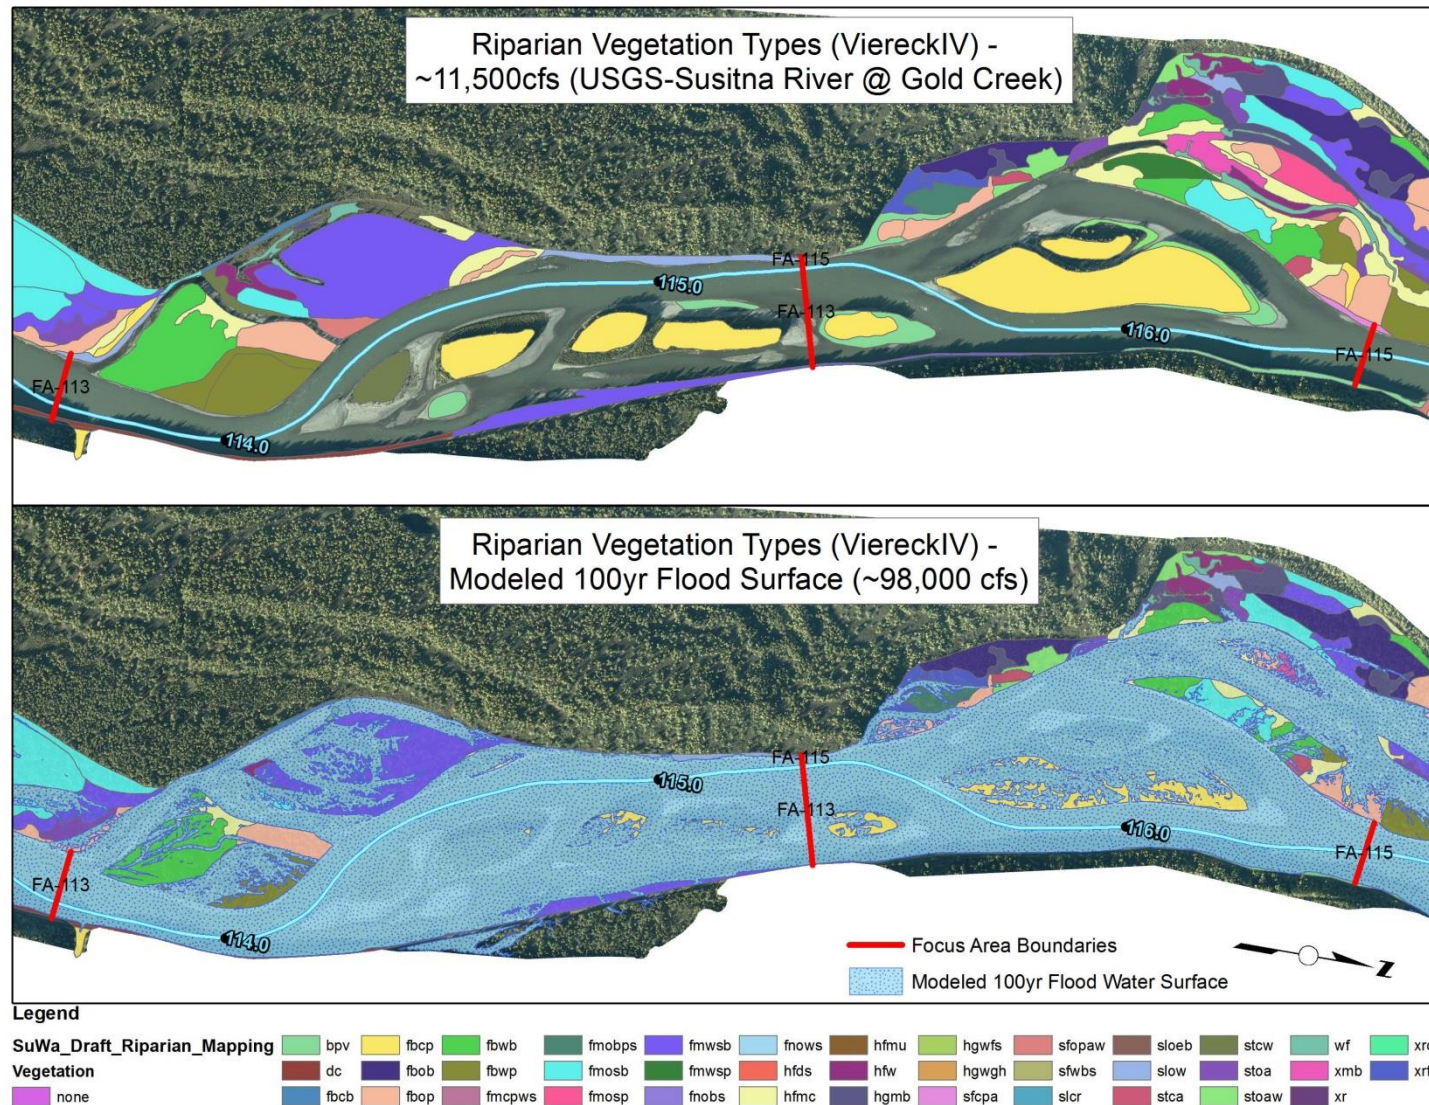 Riparian Vegetation Types (ViereckIV) -
~11,500cfs (USGS-Susitna River @ Gold Creek)
FA-115
115.0
FA-113
116.0
FA-115
FA-113
114.0
Riparian Vegetation Types (ViereckIV) -
Modeled 100yr Flood Surface (~98,000 cfs)
FA-115
115.0
FA-113
116.0
FA-115
FA-113
114.0
Focus Area Boundaries
Modeled 100yr Flood Water Surface
N
Legend
SuWa_Draft_Riparian_Mapping bpv fbcp fbwb fmobps fmwsb fnows hfmu hgwfs sfopaw sloeb stcw wf
Vegetation dc fbob fbwp fmosb fmwsp hfds hfw hgwgh sfwbs slow stoa xmb
none fbcb fbop fmcpws fmosp fnobs hfmc hgmb sfcpa slcr stca stoaw xr